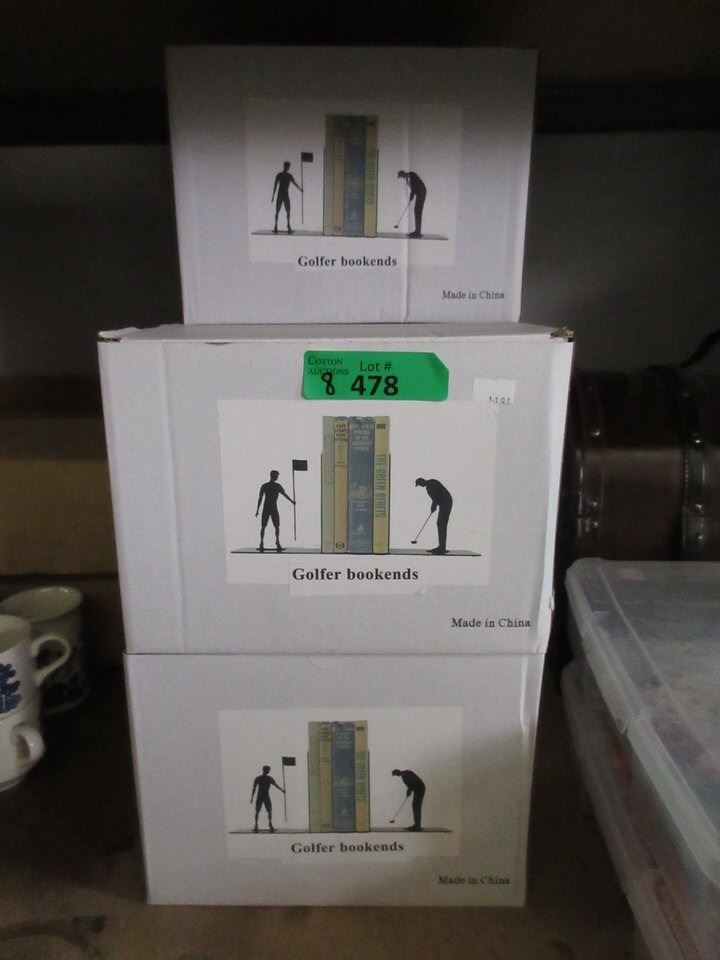 Golfer bookends
Made in China
COTTON
AUCTIONS
Lot #
8 478
THE GREEN BERETS
Golfer bookends
Made in China
Golfer bookends
Made in China